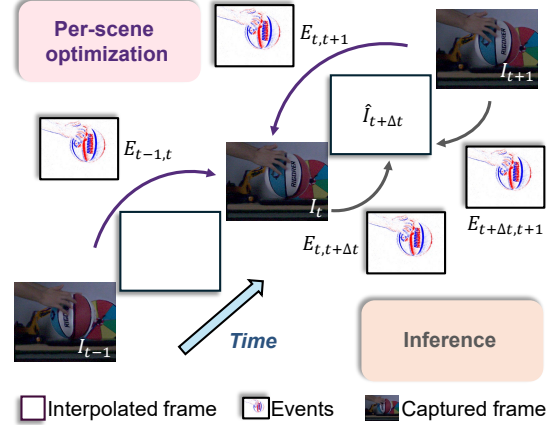 Per-scene
optimization
E_{t,t+1}
I_{t+1}
Î_{t+Δt}
E_{t-1,t}
I_t
E_{t,t+Δt}
E_{t+Δt,t+1}
I_{t-1}
Time
Inference
Interpolated frame
Events
Captured frame